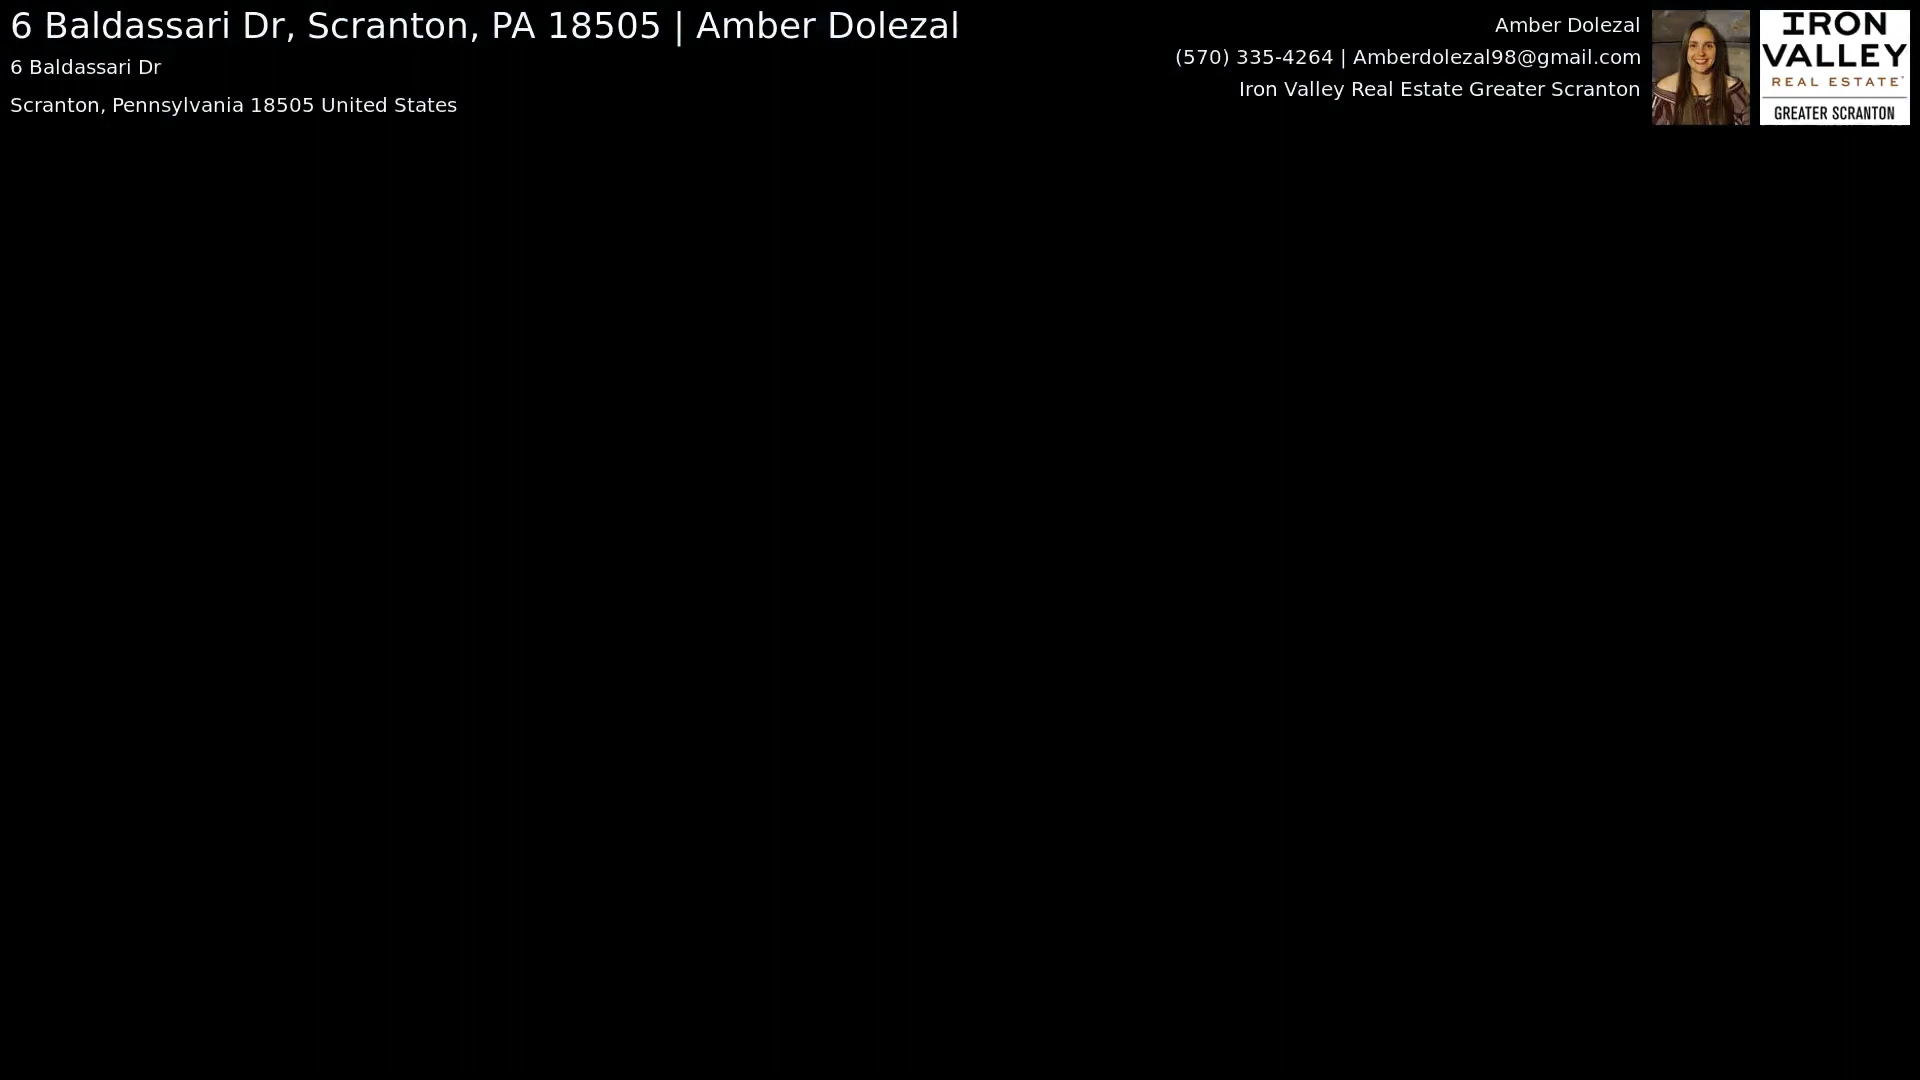 6 Baldassari Dr, Scranton, PA 18505 | Amber Dolezal
6 Baldassari Dr
Scranton, Pennsylvania 18505 United States
Amber Dolezal
(570) 335-4264 | Amberdolezal98@gmail.com
Iron Valley Real Estate Greater Scranton
IRON
VALLEY
REAL ESTATE
GREATER SCRANTON